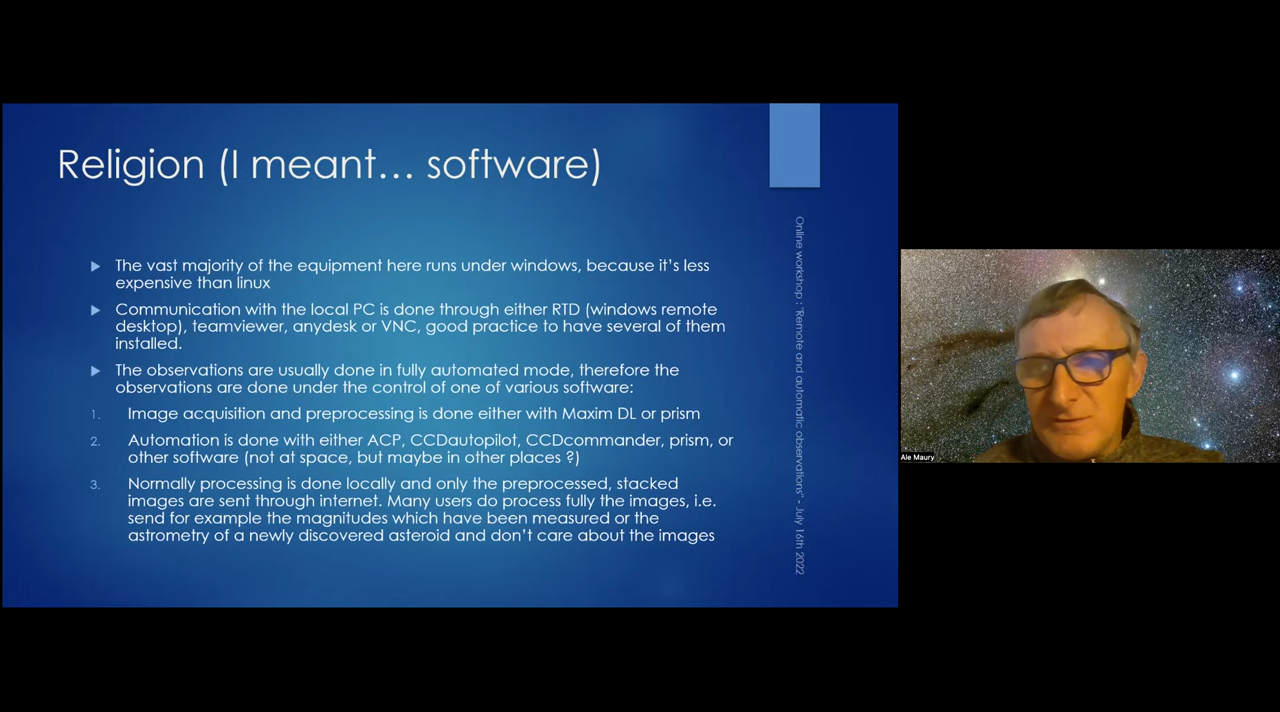 Religion (I meant… software)
The vast majority of the equipment here runs under windows, because it's less
expensive than linux
Communication with the local PC is done through either RTD (windows remote
desktop), teamviewer, anydesk or VNC, good practice to have several of them
installed.
The observations are usually done in fully automated mode, therefore the
observations are done under the control of one of various software:
1. Image acquisition and preprocessing is done either with Maxim DL or prism
2. Automation is done with either ACP, CCDautopilot, CCDcommander, prism, or
other software (not at space, but maybe in other places ?)
3. Normally processing is done locally and only the preprocessed, stacked
images are sent through internet. Many users do process fully the images, i.e.
send for example the magnitudes which have been measured or the
astrometry of a newly discovered asteroid and don't care about the images
Online workshop : "Remote and automatic observations" - July 16th 2022
Ale Maury